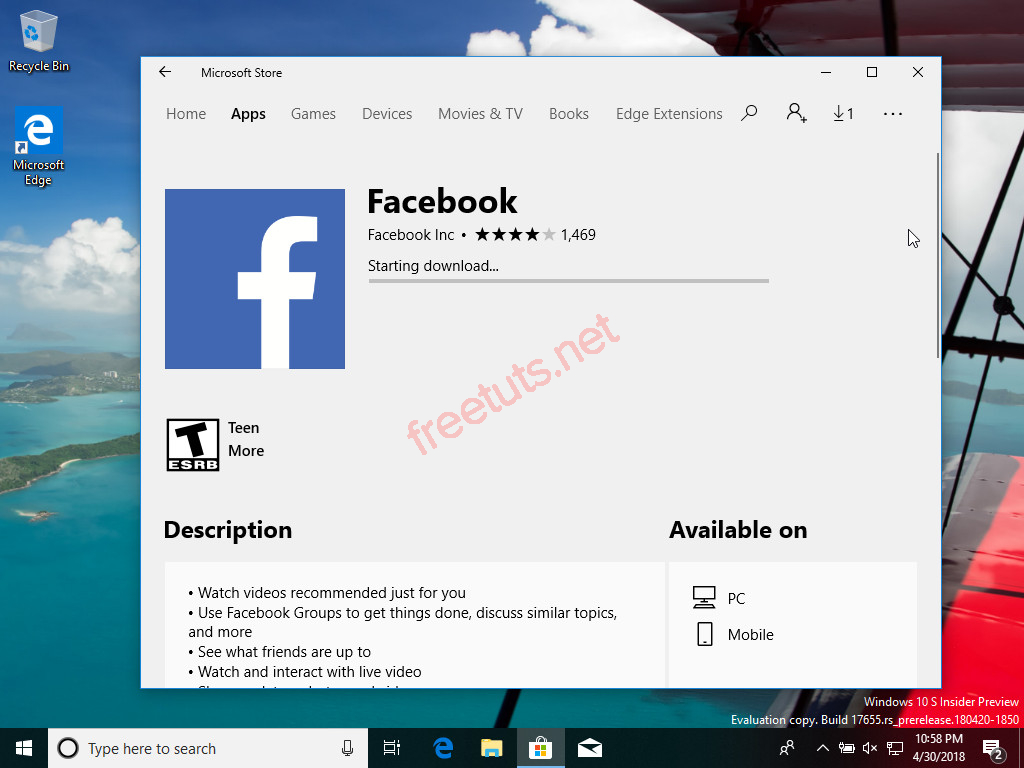 Recycle Bin
Microsoft
Edge
Microsoft Store
Home Apps Games Devices Movies & TV Books Edge Extensions 1
Facebook
Facebook Inc • ★★★★★ 1,469
Starting download...
freetuts.net
T
ESRB
Teen
More
Description
• Watch videos recommended just for you
• Use Facebook Groups to get things done, discuss similar topics,
and more
• See what friends are up to
• Watch and interact with live video
Available on
PC
Mobile
Windows 10 S Insider Preview
Evaluation copy. Build 17655.rs_prerelease.180420-1850
Type here to search
10:58 PM
4/30/2018
2